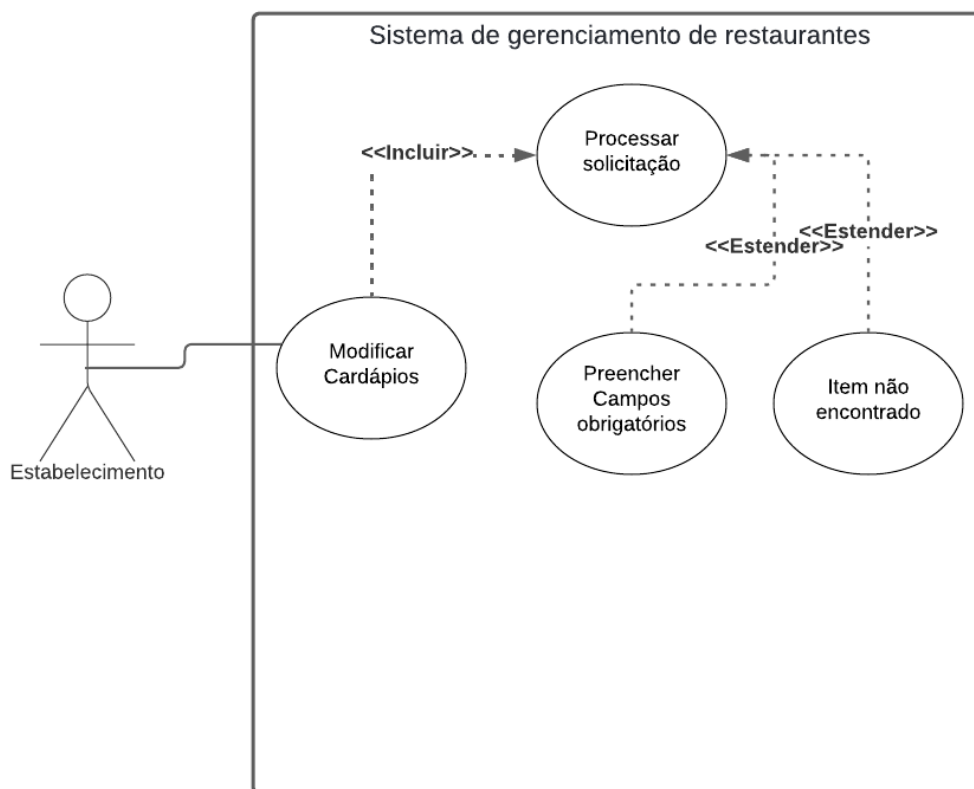 Sistema de gerenciamento de restaurantes
Processar
solicitação
<<Incluir>>
<<Estender>>
<<Estender>>
Modificar
Cardápios
Preencher
Campos
obrigatórios
Item não
encontrado
Estabelecimento